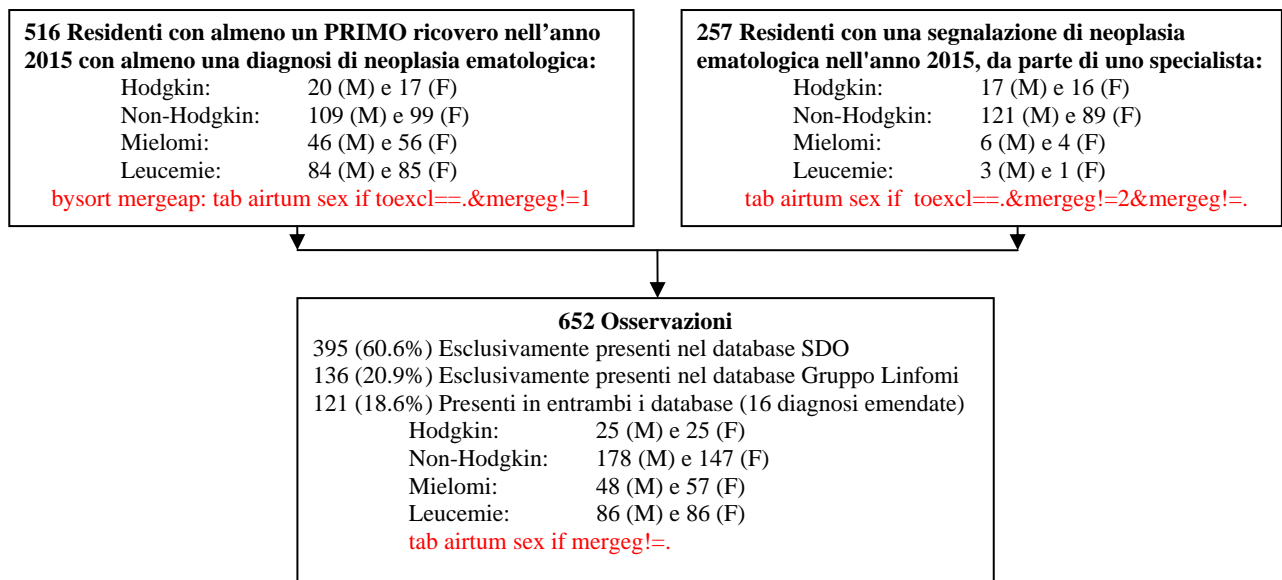 516 Residenti con almeno un PRIMO ricovero nell'anno
2015 con almeno una diagnosi di neoplasia ematologica:
Hodgkin: 20 (M) e 17 (F)
Non-Hodgkin: 109 (M) e 99 (F)
Mielomi: 46 (M) e 56 (F)
Leucemie: 84 (M) e 85 (F)
bysort mergeap: tab airtum sex if toexcl==.&mergeg!=1
257 Residenti con una segnalazione di neoplasia
ematologica nell'anno 2015, da parte di uno specialista:
Hodgkin: 17 (M) e 16 (F)
Non-Hodgkin: 121 (M) e 89 (F)
Mielomi: 6 (M) e 4 (F)
Leucemie: 3 (M) e 1 (F)
tab airtum sex if toexcl==.&mergeg!=2&mergeg!=.
652 Osservazioni
395 (60.6%) Esclusivamente presenti nel database SDO
136 (20.9%) Esclusivamente presenti nel database Gruppo Linfomi
121 (18.6%) Presenti in entrambi i database (16 diagnosi emendate)
Hodgkin: 25 (M) e 25 (F)
Non-Hodgkin: 178 (M) e 147 (F)
Mielomi: 48 (M) e 57 (F)
Leucemie: 86 (M) e 86 (F)
tab airtum sex if mergeg!=.